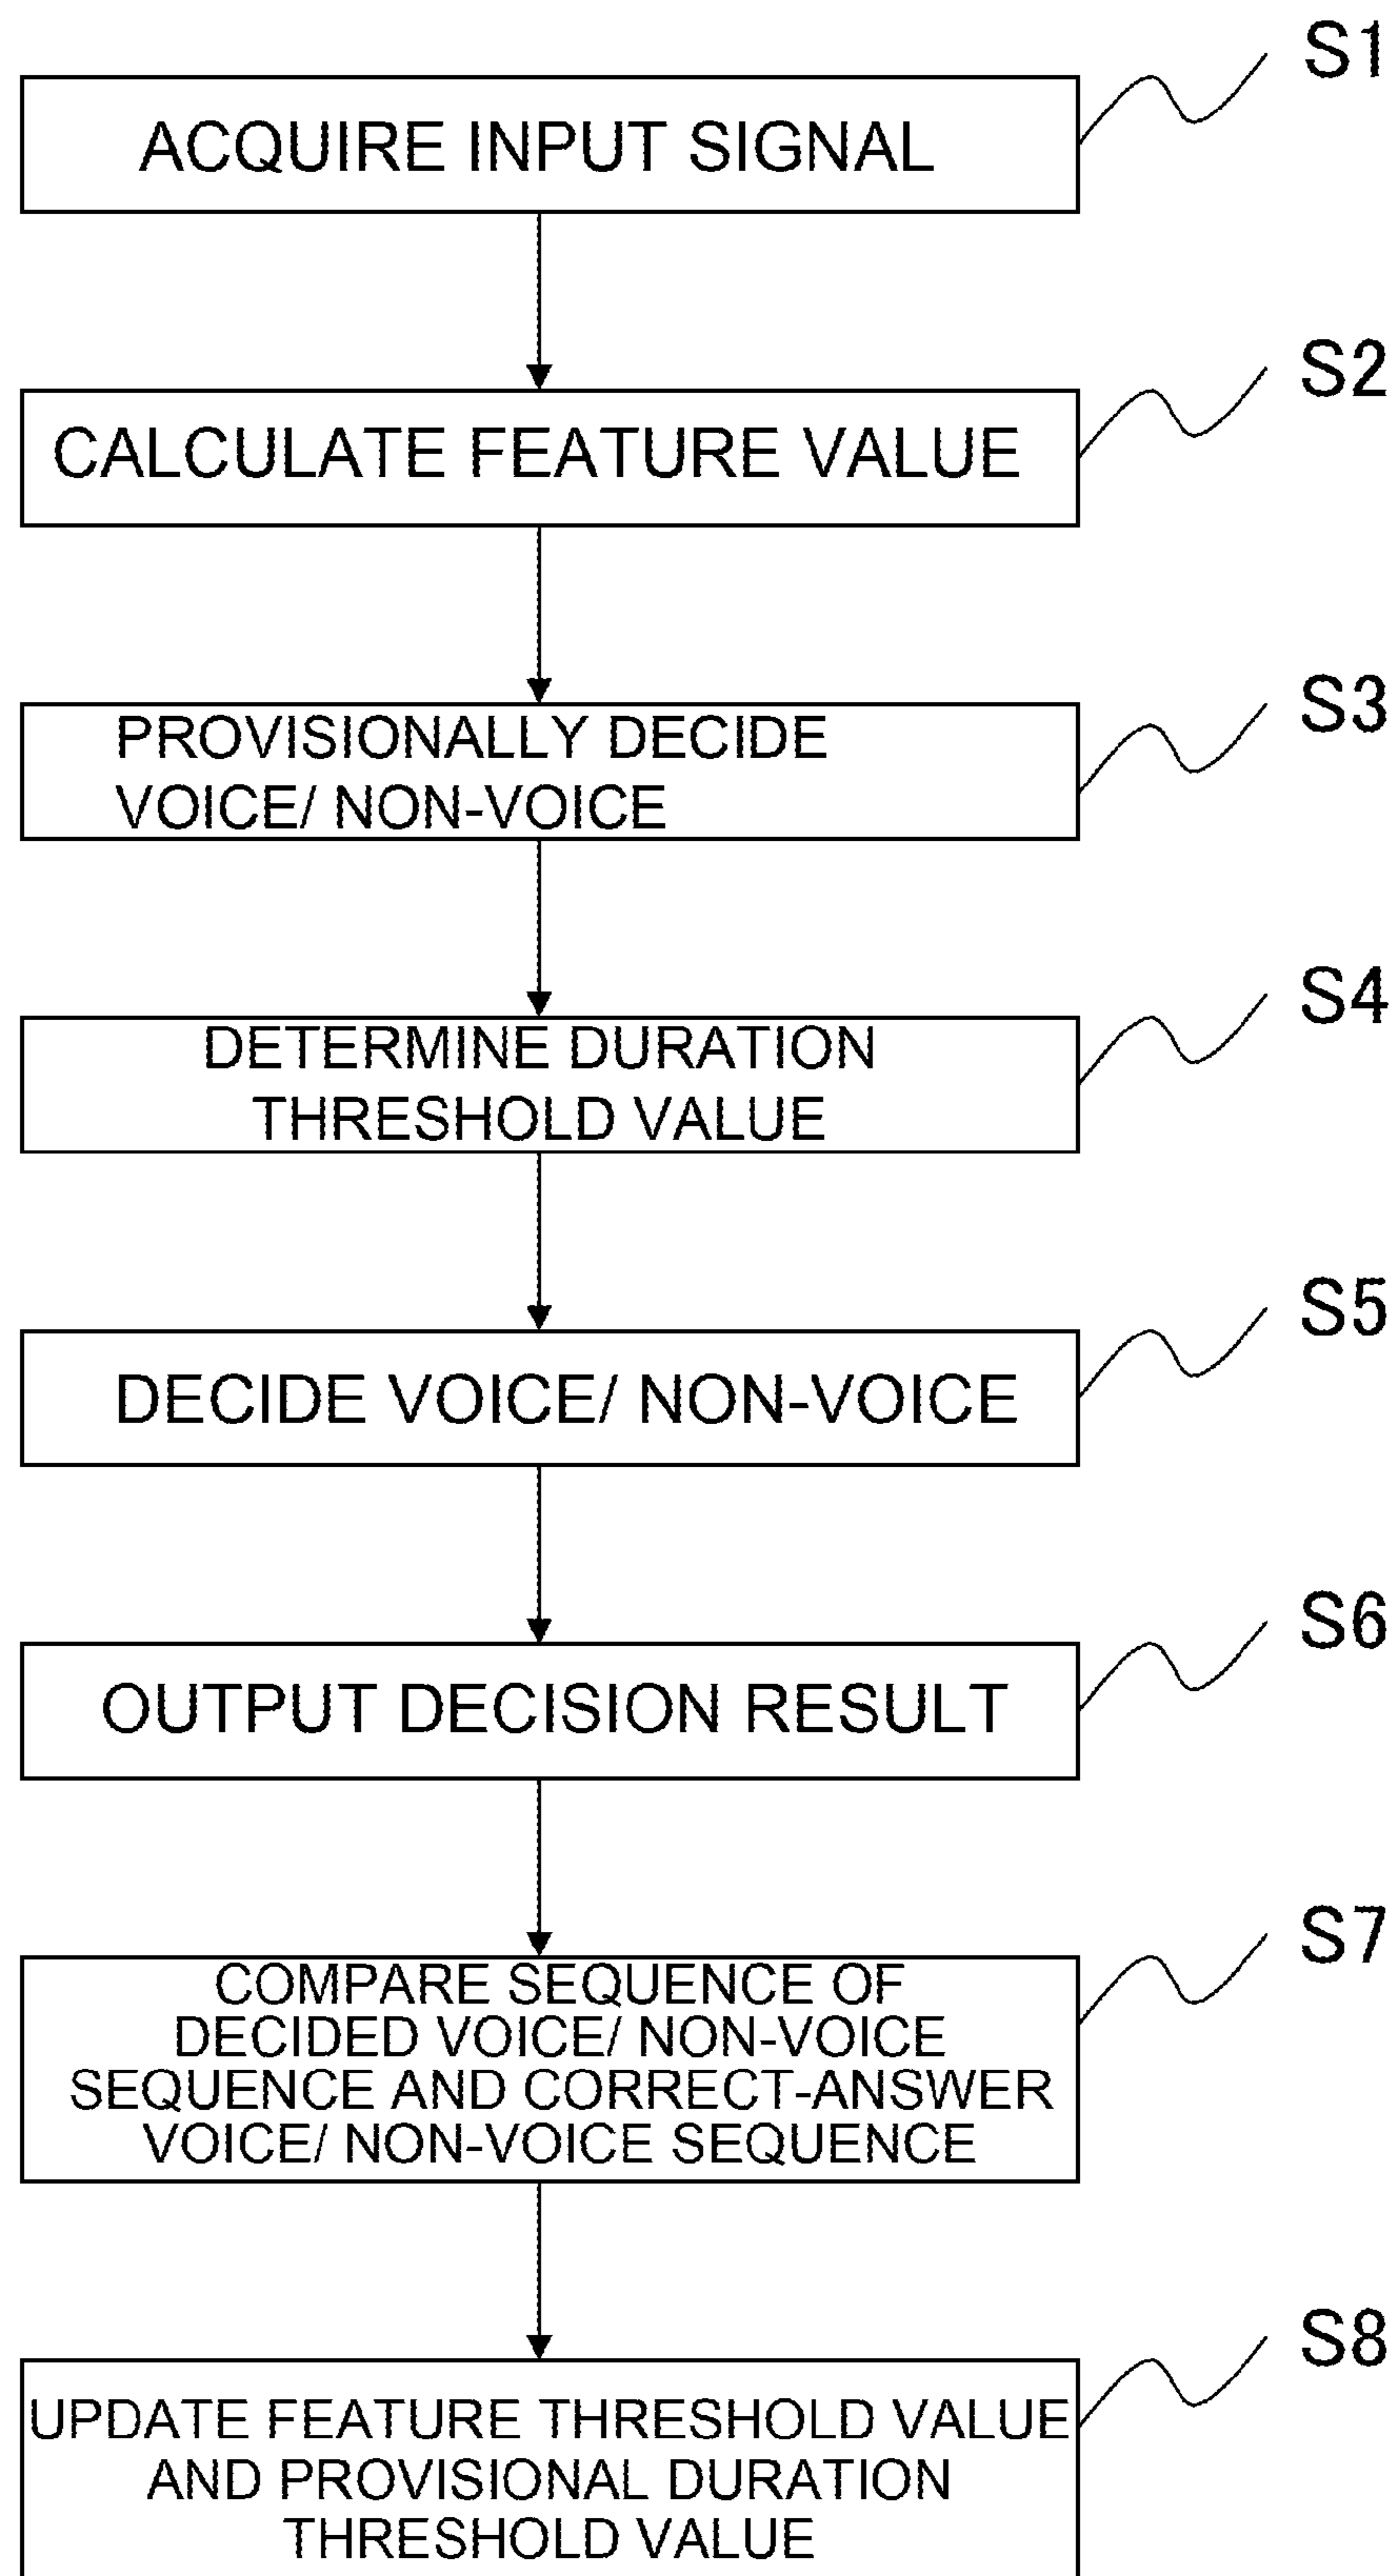 S1
ACQUIRE INPUT SIGNAL
S2
CALCULATE FEATURE VALUE
S3
PROVISIONALLY DECIDE
VOICE/ NON-VOICE
S4
DETERMINE DURATION
THRESHOLD VALUE
S5
DECIDE VOICE/ NON-VOICE
S6
OUTPUT DECISION RESULT
S7
COMPARE SEQUENCE OF
DECIDED VOICE/ NON-VOICE
SEQUENCE AND CORRECT-ANSWER
VOICE/ NON-VOICE SEQUENCE
S8
UPDATE FEATURE THRESHOLD VALUE
AND PROVISIONAL DURATION
THRESHOLD VALUE